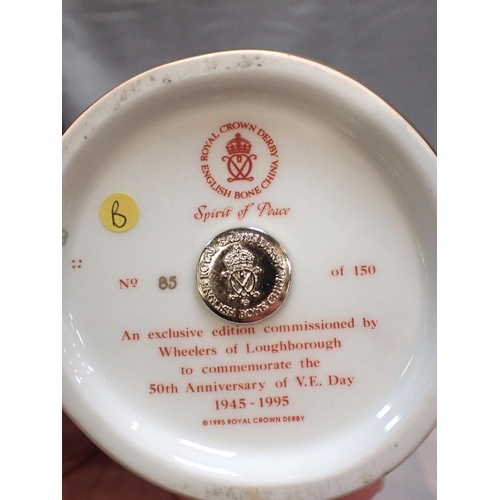 ROYAL CROWN DERBY
ENGLISH BONE CHINA
Spirit of Peace
B
Nº 85 of 150
An exclusive edition commissioned by
Wheelers of Loughborough
to commemorate the
50th Anniversary of V.E. Day
1945-1995
© 1995 ROYAL CROWN DERBY